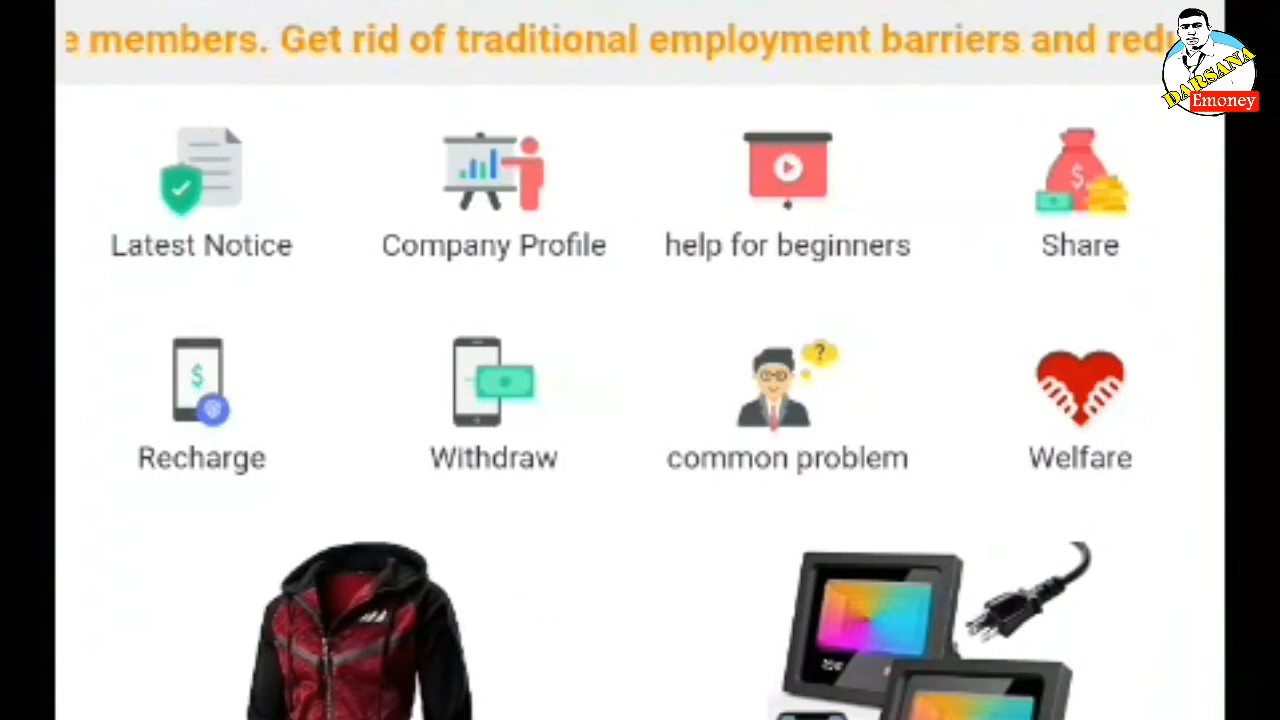 e members. Get rid of traditional employment barriers and redu
DARSANA
Emoney
Latest Notice
Company Profile
help for beginners
Share
Recharge
Withdraw
common problem
Welfare